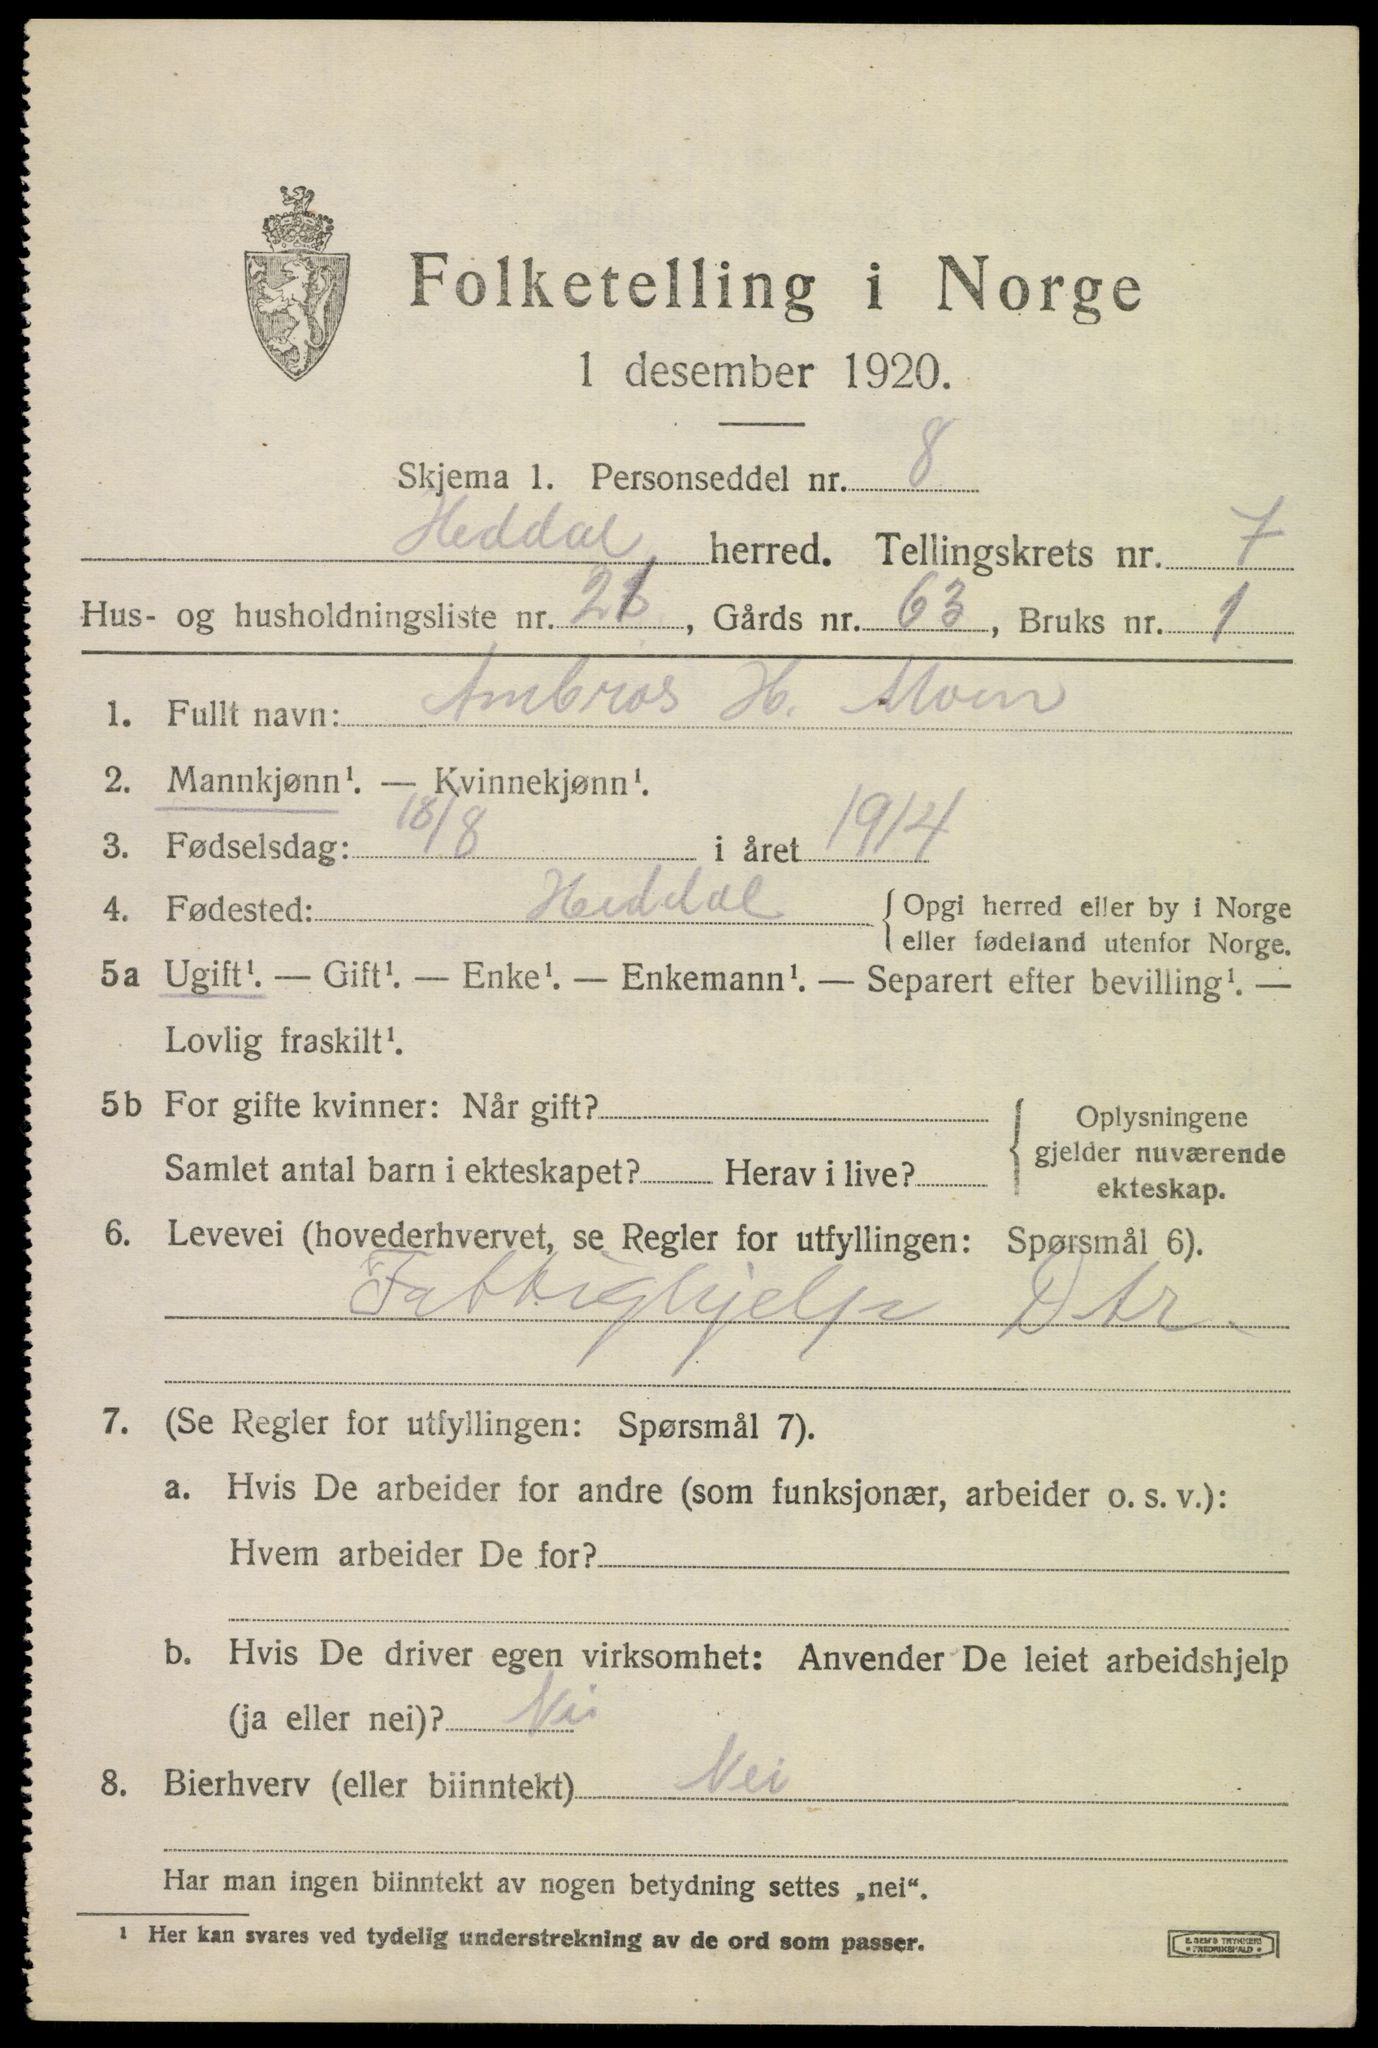 Folketelling i Norge
1 desember 1920.
Skjema 1. Personseddel nr. 8
Heddal herred. Tellingskrets nr. 7
Hus- og husholdningsliste nr. 21, Gårds nr. 63, Bruks nr. 1
1. Fullt navn: Ambros H. Moen
2. Mannkjønn¹. — Kvinnekjønn¹.
3. Fødselsdag: 18/8 i året 1914
4. Fødested: Heddal { Opgi herred eller by i Norge
eller fødeland utenfor Norge.
5a Ugift¹. — Gift¹. — Enke¹. — Enkemann¹. — Separert efter bevilling¹. —
Lovlig fraskilt¹.
5b For gifte kvinner: Når gift?
Samlet antal barn i ekteskapet? Herav i live?
{ Oplysningene
gjelder nuværende
ekteskap.
6. Levevei (hovederhvervet, se Regler for utfyllingen: Spørsmål 6).
Fattighjelp
7. (Se Regler for utfyllingen: Spørsmål 7).
a. Hvis De arbeider for andre (som funksjonær, arbeider o. s. v.):
Hvem arbeider De for?
b. Hvis De driver egen virksomhet: Anvender De leiet arbeidshjelp
(ja eller nei)? Nei
8. Bierhverv (eller biinntekt) Nei
Har man ingen biinntekt av nogen betydning settes „nei“.
¹ Her kan svares ved tydelig understrekning av de ord som passer.
E. SEM'S TRYKKERI
FREDRIKSHALD